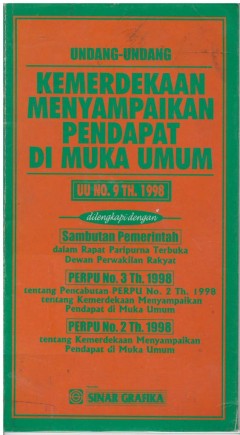 UNDANG-UNDANG
KEMERDEKAAN
MENYAMPAIKAN
PENDAPAT
DI MUKA UMUM
UU NO. 9 TH. 1998
dilengkapi dengan
Sambutan Pemerintah
dalam Rapat Paripurna Terbuka
Dewan Perwakilan Rakyat
PERPU No. 3 Th. 1998
tentang Pencabutan PERPU No. 2 Th. 1998
tentang Kemerdekaan Menyampaikan
Pendapat di Muka Umum
PERPU No. 2 Th. 1998
tentang Kemerdekaan Menyampaikan
Pendapat di Muka Umum
SINAR GRAFIKA